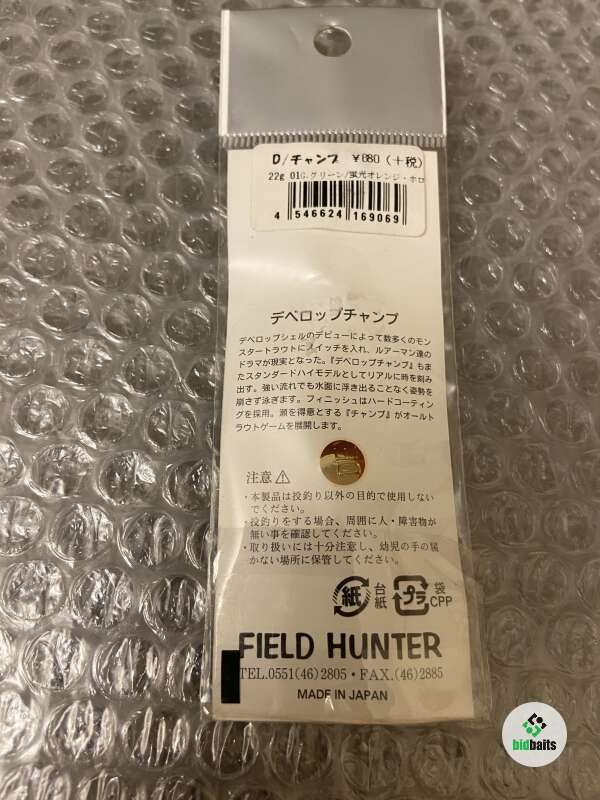 D/チャンプ ¥680(+税)
22g 01G.グリーン/蛍光オレンジ・ホロ
4 546624 169069
デベロップチャンプ
デベロップシェルのデビューによって数多くのモン
スタートラウトにスイッチを入れ、ルアーマン達の
ドラマが現実となった。『デベロップチャンプ』もま
たスタンダードハイモデルとしてリアルに時を刻み
出す。強い流れでも水面に浮き出ることなく姿勢を
崩さず泳ぎます。フィニッシュはハードコーティン
グを採用。瀬を得意とする『チャンプ』がオールト
ラウトゲームを展開します。
注意
・本製品は投釣り以外の目的で使用しない
でください。
・投釣りをする場合、周囲に人・障害物が
無い事を確認してください。
・取り扱いには十分注意し、幼児の手の届
かない場所に保管してください。
紙 台紙 プラ 袋 CPP
FIELD HUNTER
TEL.0551(46)2805・FAX.(46)2885
MADE IN JAPAN
bidbaits